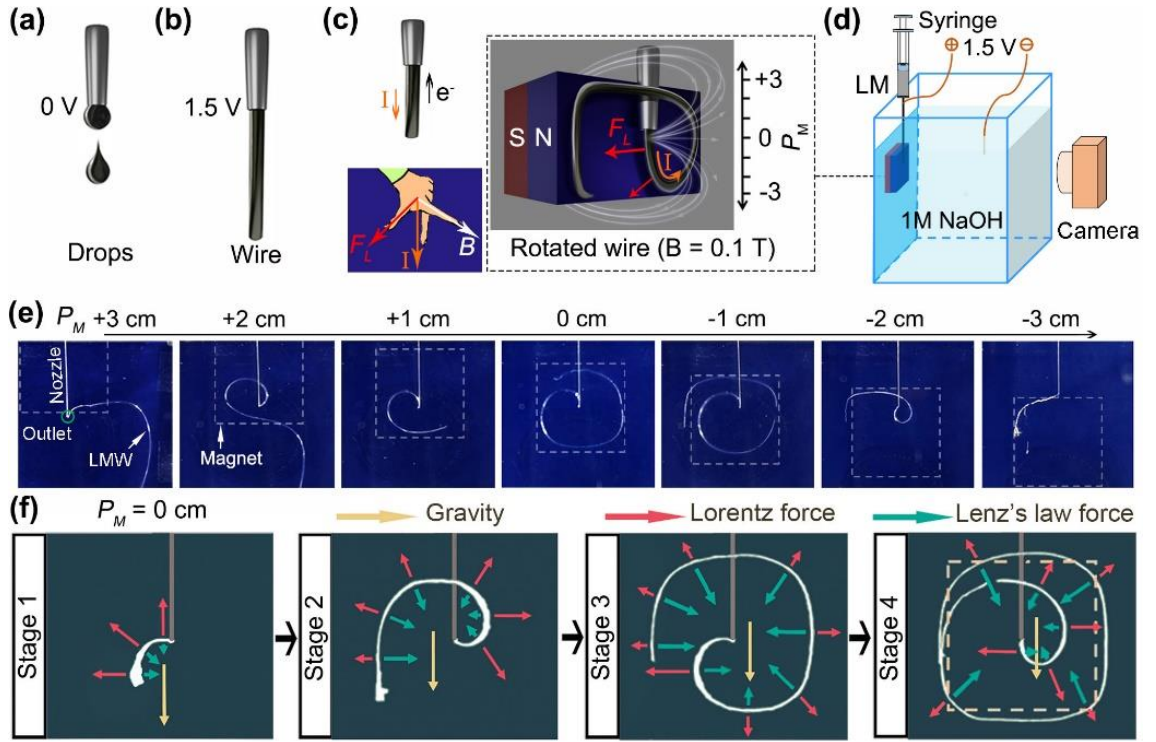 (a)
0 V
Drops
(b)
1.5 V
Wire
(c)
I
e-
F_L
I
B
S N
F_L
I
+3
0
-3
P_M
Rotated wire (B = 0.1 T)
(d)
Syringe
⊕ 1.5 V ⊖
LM
1M NaOH
Camera
(e)
P_M +3 cm +2 cm +1 cm 0 cm -1 cm -2 cm -3 cm
Nozzle
Outlet
LMW
Magnet
(f)
P_M = 0 cm
Gravity
Lorentz force
Lenz's law force
Stage 1
Stage 2
Stage 3
Stage 4